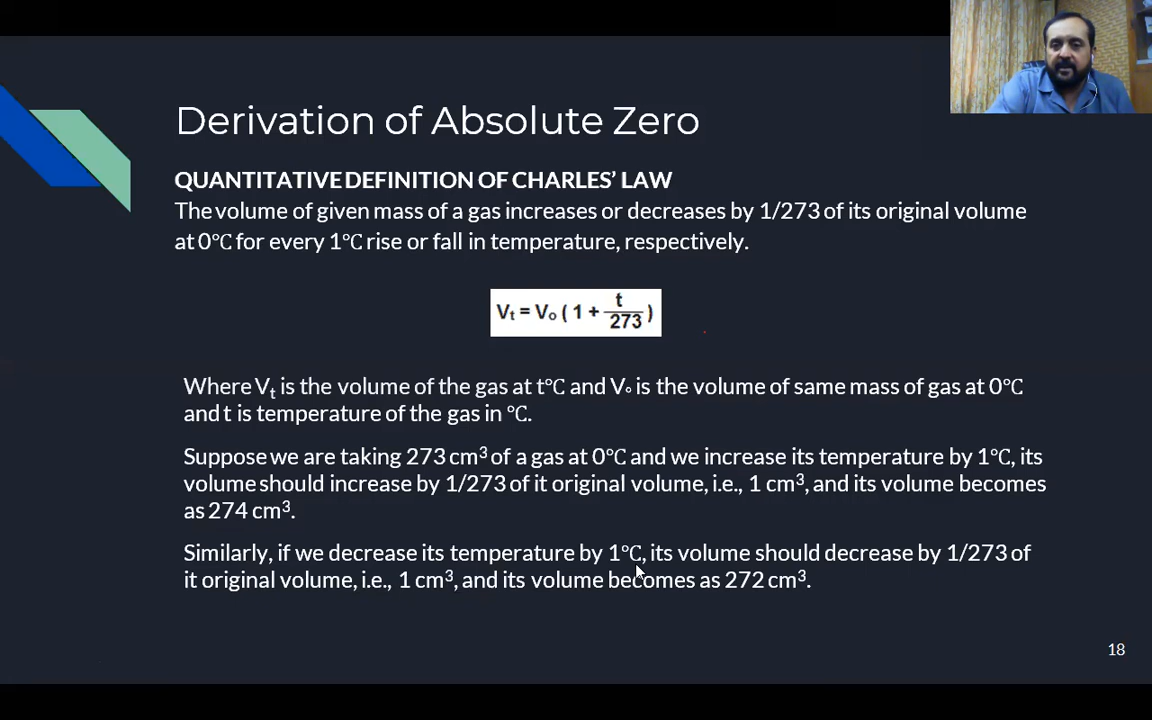 Derivation of Absolute Zero
QUANTITATIVE DEFINITION OF CHARLES' LAW
The volume of given mass of a gas increases or decreases by 1/273 of its original volume
at 0℃ for every 1℃ rise or fall in temperature, respectively.
Vt = Vo ( 1 + t/273 )
Where Vt is the volume of the gas at t℃ and Vo is the volume of same mass of gas at 0℃
and t is temperature of the gas in ℃.
Suppose we are taking 273 cm³ of a gas at 0℃ and we increase its temperature by 1℃, its
volume should increase by 1/273 of it original volume, i.e., 1 cm³, and its volume becomes
as 274 cm³.
Similarly, if we decrease its temperature by 1℃, its volume should decrease by 1/273 of
it original volume, i.e., 1 cm³, and its volume becomes as 272 cm³.
18